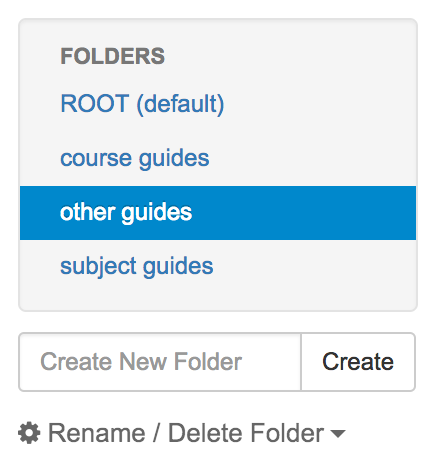 FOLDERS
ROOT (default)
course guides
other guides
subject guides
Create New Folder Create
Rename / Delete Folder